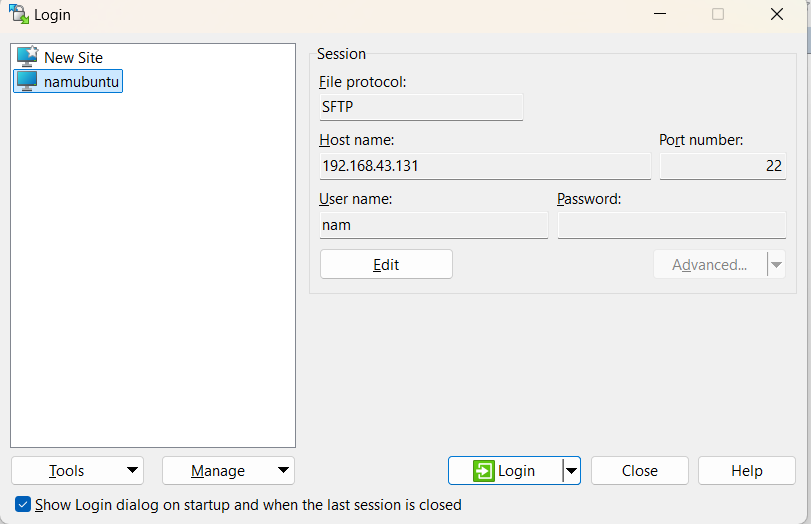 Login
New Site
namubuntu
Session
File protocol:
SFTP
Host name:
Port number:
192.168.43.131
22
User name:
Password:
nam
Edit
Advanced...
Tools
Manage
Login
Close
Help
Show Login dialog on startup and when the last session is closed